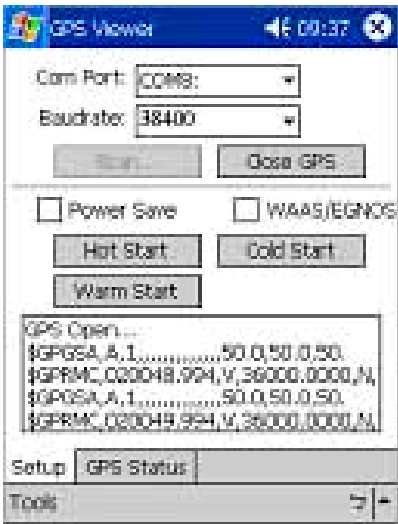 GPS Viewer 09:37
Com Port: COM8:
Baudrate: 38400
Scan... Close GPS
Power Save WAAS/EGNOS
Hot Start Cold Start
Warm Start
GPS Open...
$GPGSA,A,1,,,,,,,,,,,,,50.0,50.0,50.
$GPRMC,020048.994,V,36000.0000,N,
$GPGSA,A,1,,,,,,,,,,,,,50.0,50.0,50.
$GPRMC,020049.994,V,36000.0000,N,
Setup GPS Status
Tools